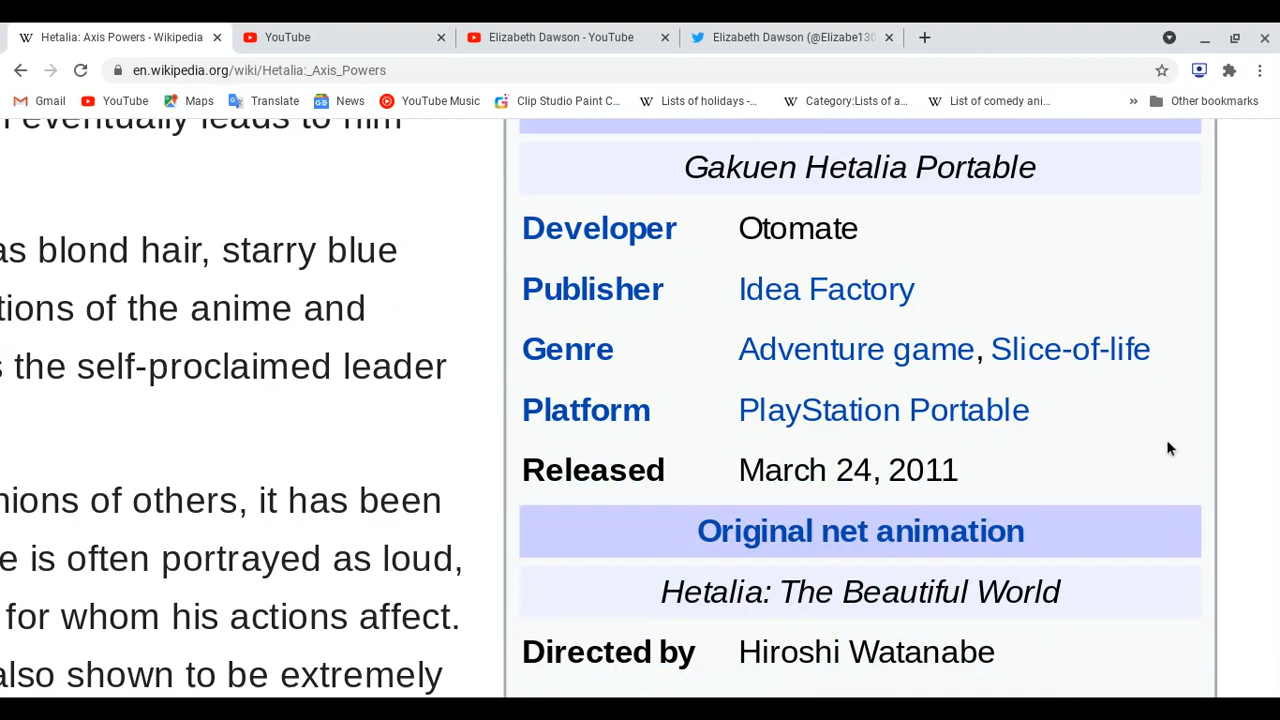 Hetalia: Axis Powers - Wikipedia
YouTube
Elizabeth Dawson - YouTube
Elizabeth Dawson (@Elizabe130
en.wikipedia.org/wiki/Hetalia:_Axis_Powers
Gmail
YouTube
Maps
Translate
News
YouTube Music
Clip Studio Paint C...
Lists of holidays -...
Category:Lists of a...
List of comedy ani...
»
Other bookmarks
eventually leads to him
as blond hair, starry blue
tions of the anime and
the self-proclaimed leader
nions of others, it has been
e is often portrayed as loud,
for whom his actions affect.
also shown to be extremely
Gakuen Hetalia Portable
Developer Otomate
Publisher Idea Factory
Genre Adventure game, Slice-of-life
Platform PlayStation Portable
Released March 24, 2011
Original net animation
Hetalia: The Beautiful World
Directed by Hiroshi Watanabe